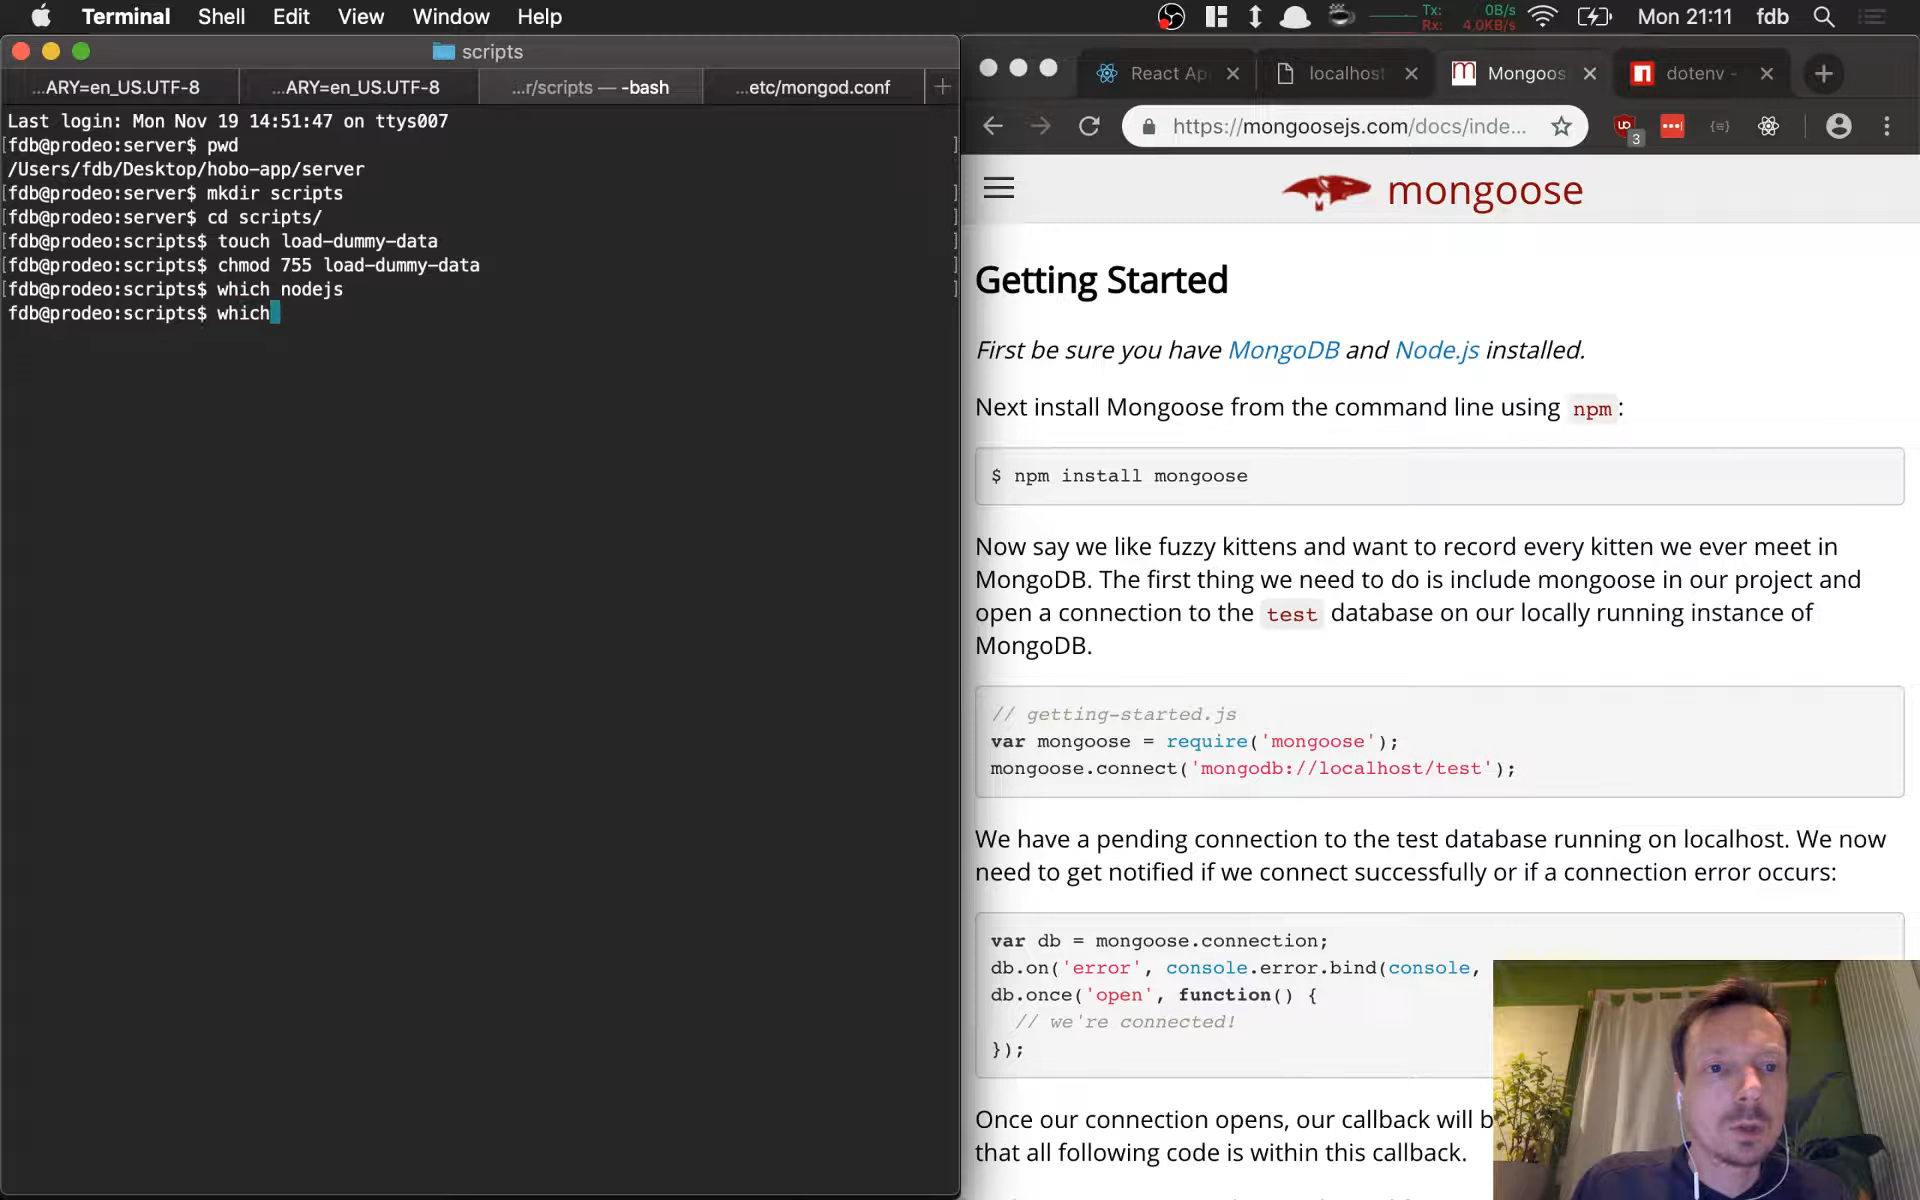 Terminal Shell Edit View Window Help
Tx: 0B/s
Rx: 4,0KB/s
Mon 21:11 fdb
scripts
...ARY=en_US.UTF-8
...ARY=en_US.UTF-8
...r/scripts — -bash
...etc/mongod.conf
Last login: Mon Nov 19 14:51:47 on ttys007
[fdb@prodeo:server$ pwd ]
/Users/fdb/Desktop/hobo-app/server
[fdb@prodeo:server$ mkdir scripts ]
[fdb@prodeo:server$ cd scripts/ ]
[fdb@prodeo:scripts$ touch load-dummy-data ]
[fdb@prodeo:scripts$ chmod 755 load-dummy-data ]
[fdb@prodeo:scripts$ which nodejs ]
fdb@prodeo:scripts$ which
React Ap
localhost
Mongoos
dotenv -
https://mongoosejs.com/docs/inde...
3
mongoose
Getting Started
First be sure you have MongoDB and Node.js installed.
Next install Mongoose from the command line using npm:
$ npm install mongoose
Now say we like fuzzy kittens and want to record every kitten we ever meet in
MongoDB. The first thing we need to do is include mongoose in our project and
open a connection to the test database on our locally running instance of
MongoDB.
// getting-started.js
var mongoose = require('mongoose');
mongoose.connect('mongodb://localhost/test');
We have a pending connection to the test database running on localhost. We now
need to get notified if we connect successfully or if a connection error occurs:
var db = mongoose.connection;
db.on('error', console.error.bind(console,
db.once('open', function() {
// we're connected!
});
Once our connection opens, our callback will b
that all following code is within this callback.